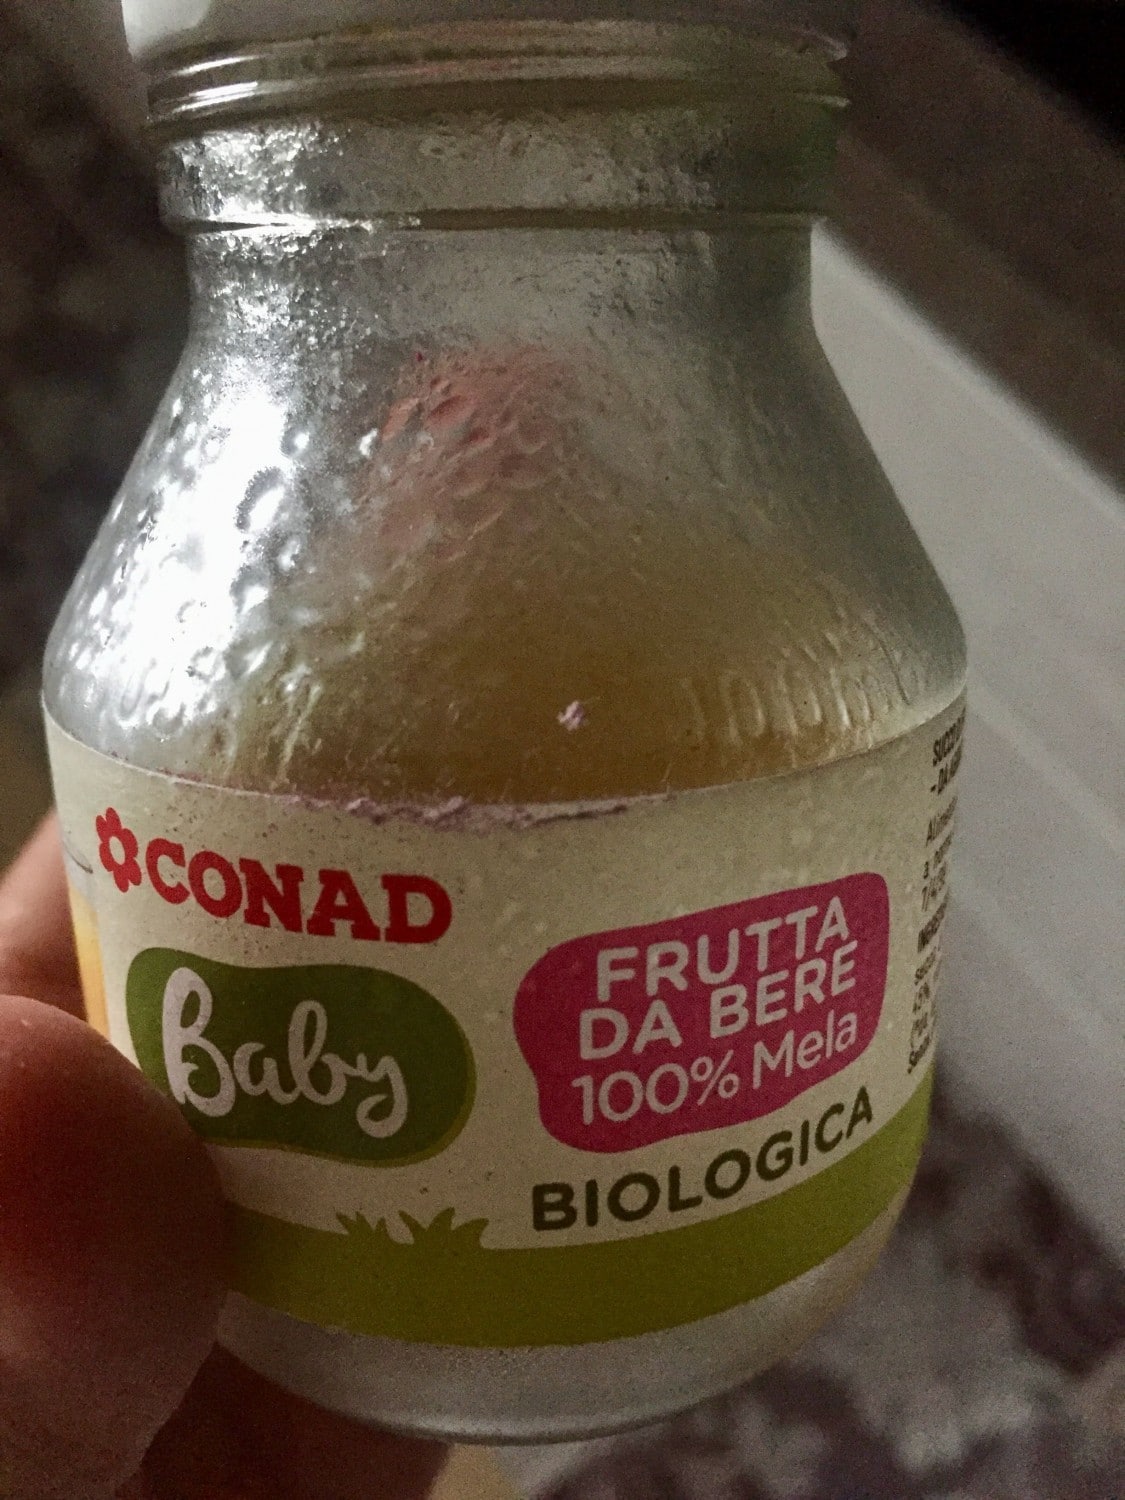 CONAD
Baby
FRUTTA
DA BERE
100% Mela
BIOLOGICA